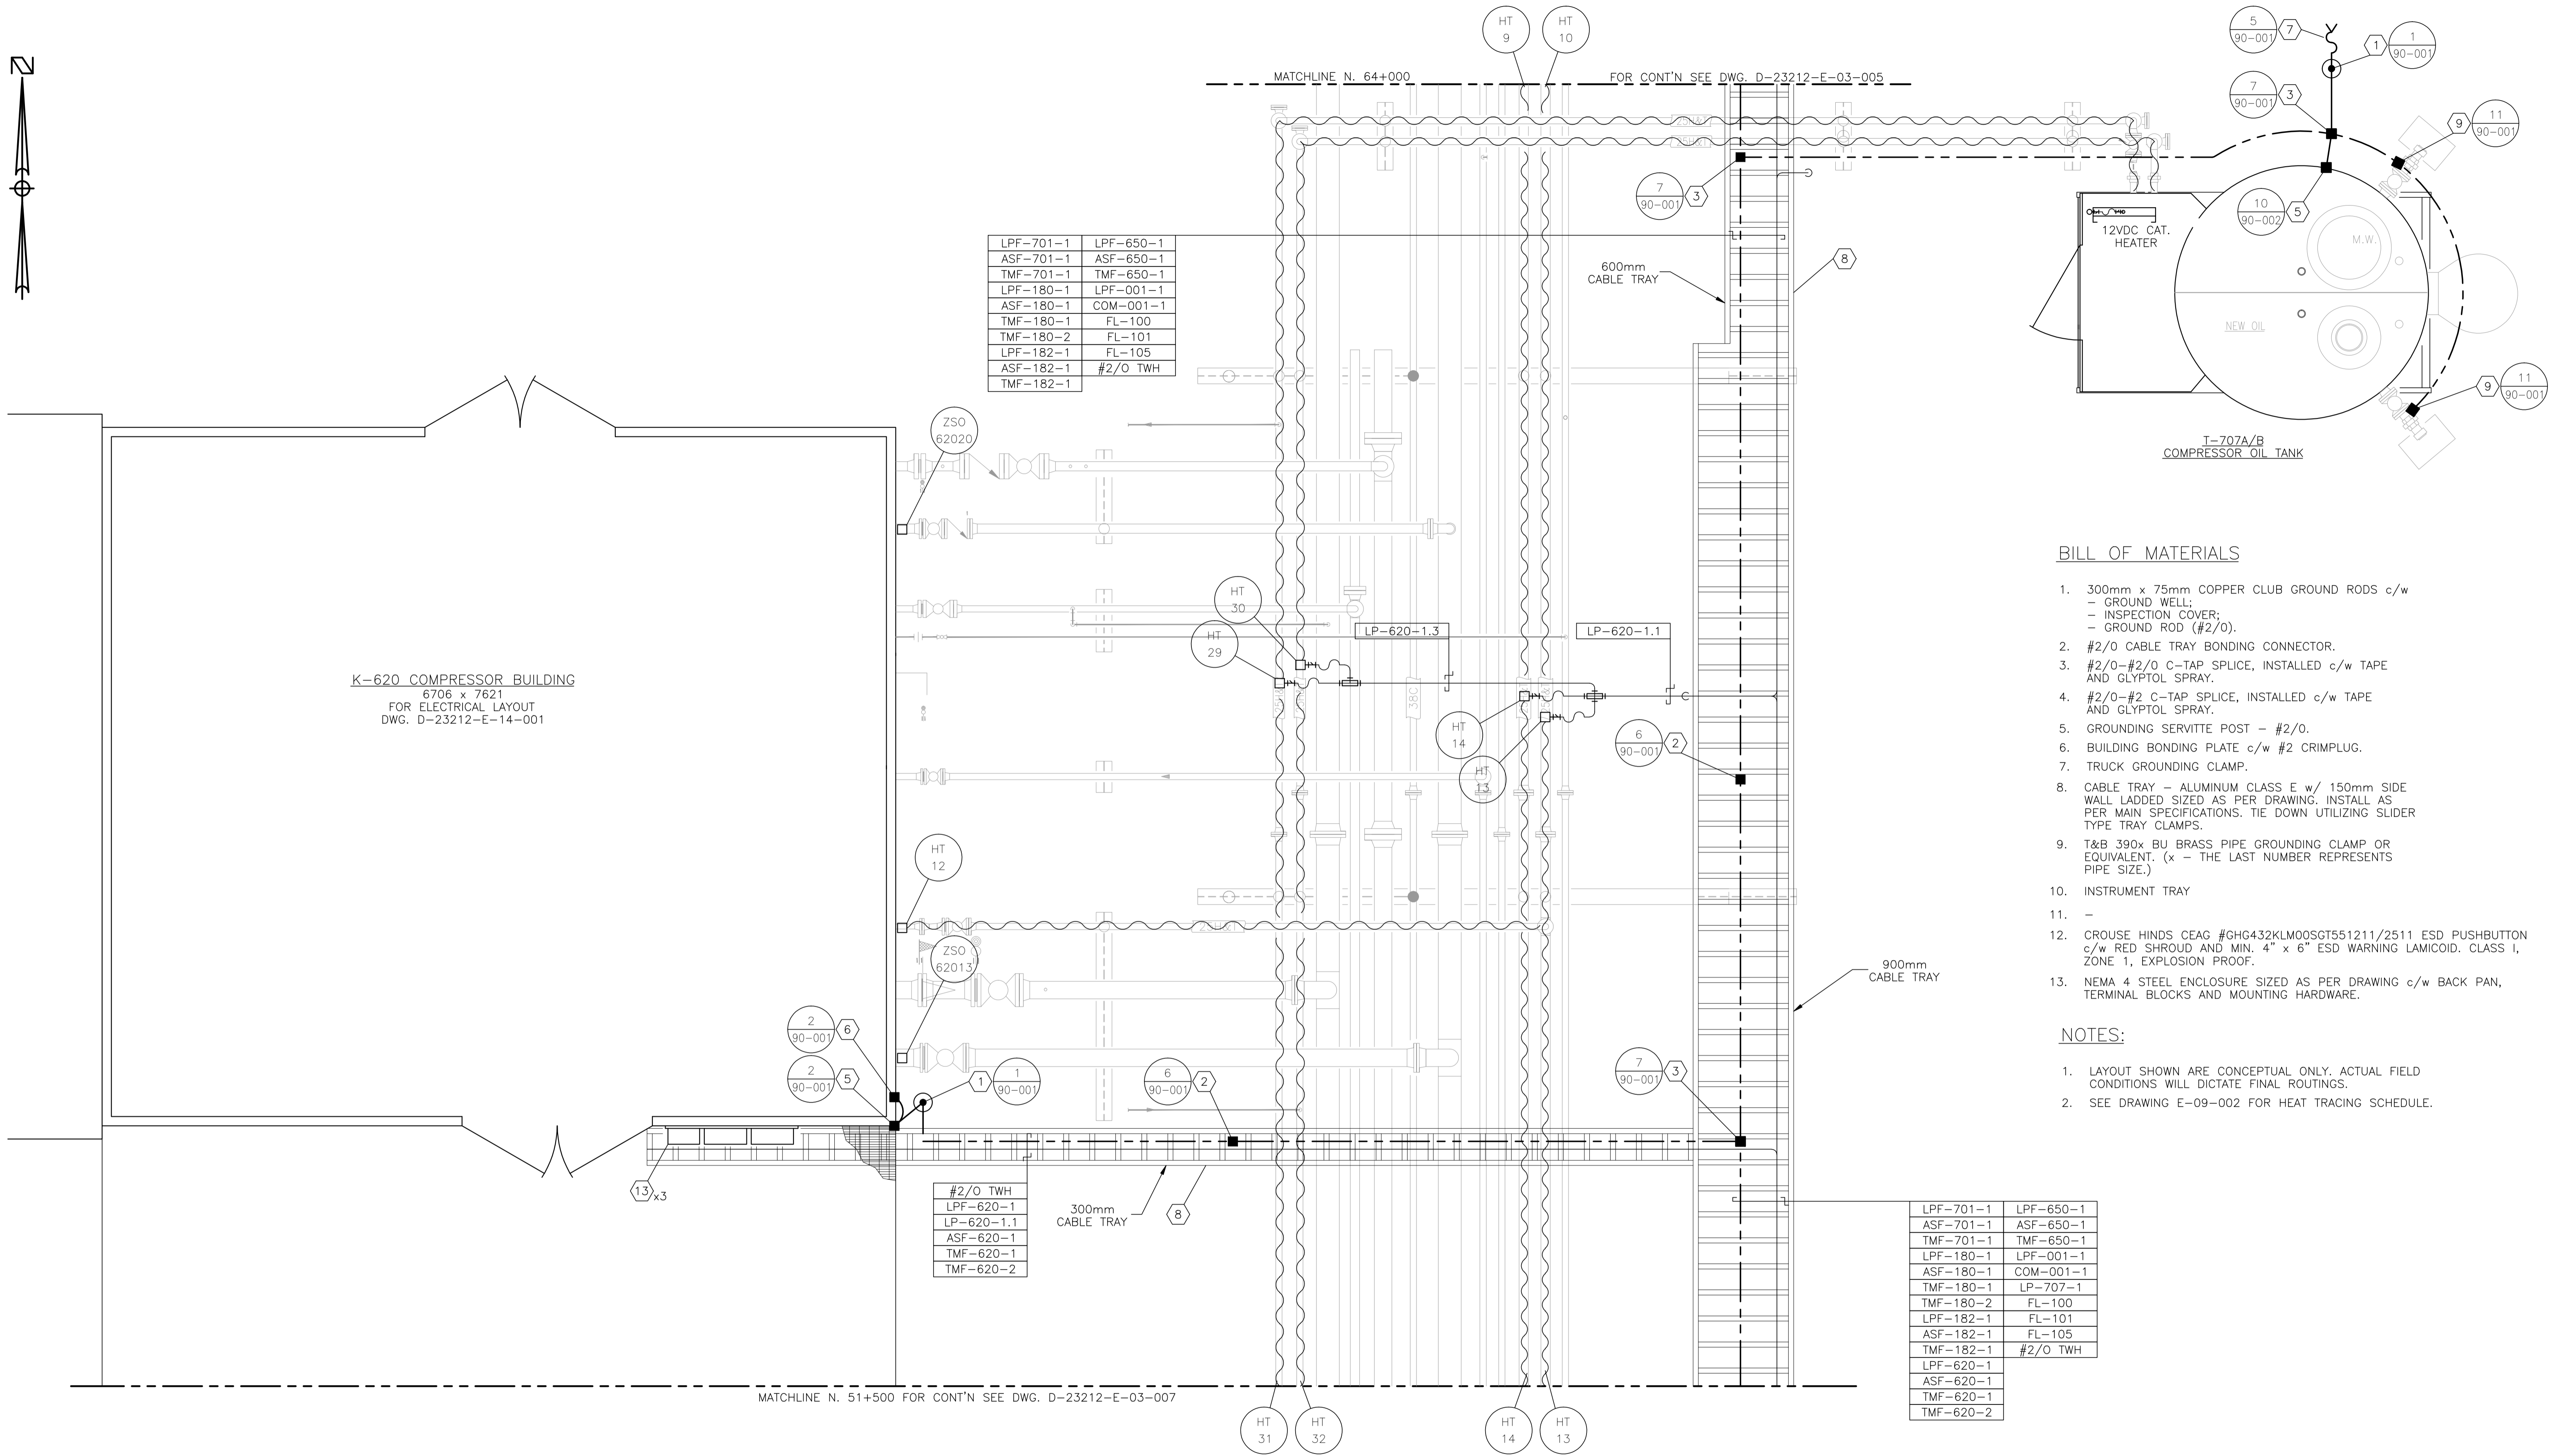 N
HT
9
HT
10
5
90-001
7
1
1
90-001
MATCHLINE N. 64+000
FOR CONT'N SEE DWG. D-23212-E-03-005
7
90-001
3
9
11
90-001
25HWT
25HWT
7
90-001
3
10
90-002
5
12VDC CAT.
HEATER
M.W.
NEW OIL
9
11
90-001
T-707A/B
COMPRESSOR OIL TANK
LPF-701-1 LPF-650-1
ASF-701-1 ASF-650-1
TMF-701-1 TMF-650-1
LPF-180-1 LPF-001-1
ASF-180-1 COM-001-1
TMF-180-1 FL-100
TMF-180-2 FL-101
LPF-182-1 FL-105
ASF-182-1 #2/0 TWH
TMF-182-1
600mm
CABLE TRAY
8
ZSO
62020
HT
30
HT
29
LP-620-1.3
LP-620-1.1
38C
HT
14
HT
13
6
90-001
2
K-620 COMPRESSOR BUILDING
6706 x 7621
FOR ELECTRICAL LAYOUT
DWG. D-23212-E-14-001
HT
12
25HWT
ZSO
62013
900mm
CABLE TRAY
2
90-001
6
2
90-001
5
1
1
90-001
6
90-001
2
7
90-001
3
13
x3
#2/0 TWH
LPF-620-1
LP-620-1.1
ASF-620-1
TMF-620-1
TMF-620-2
300mm
CABLE TRAY
8
LPF-701-1 LPF-650-1
ASF-701-1 ASF-650-1
TMF-701-1 TMF-650-1
LPF-180-1 LPF-001-1
ASF-180-1 COM-001-1
TMF-180-1 LP-707-1
TMF-180-2 FL-100
LPF-182-1 FL-101
ASF-182-1 FL-105
TMF-182-1 #2/0 TWH
LPF-620-1
ASF-620-1
TMF-620-1
TMF-620-2
MATCHLINE N. 51+500 FOR CONT'N SEE DWG. D-23212-E-03-007
HT
31
HT
32
HT
14
HT
13
BILL OF MATERIALS
1. 300mm x 75mm COPPER CLUB GROUND RODS c/w
- GROUND WELL;
- INSPECTION COVER;
- GROUND ROD (#2/0).
2. #2/0 CABLE TRAY BONDING CONNECTOR.
3. #2/0-#2/0 C-TAP SPLICE, INSTALLED c/w TAPE
AND GLYPTOL SPRAY.
4. #2/0-#2 C-TAP SPLICE, INSTALLED c/w TAPE
AND GLYPTOL SPRAY.
5. GROUNDING SERVITTE POST - #2/0.
6. BUILDING BONDING PLATE c/w #2 CRIMPLUG.
7. TRUCK GROUNDING CLAMP.
8. CABLE TRAY - ALUMINUM CLASS E w/ 150mm SIDE
WALL LADDED SIZED AS PER DRAWING. INSTALL AS
PER MAIN SPECIFICATIONS. TIE DOWN UTILIZING SLIDER
TYPE TRAY CLAMPS.
9. T&B 390x BU BRASS PIPE GROUNDING CLAMP OR
EQUIVALENT. (x - THE LAST NUMBER REPRESENTS
PIPE SIZE.)
10. INSTRUMENT TRAY
11. -
12. CROUSE HINDS CEAG #GHG432KLM00SGT551211/2511 ESD PUSHBUTTON
c/w RED SHROUD AND MIN. 4" x 6" ESD WARNING LAMICOID. CLASS I,
ZONE 1, EXPLOSION PROOF.
13. NEMA 4 STEEL ENCLOSURE SIZED AS PER DRAWING c/w BACK PAN,
TERMINAL BLOCKS AND MOUNTING HARDWARE.
NOTES:
1. LAYOUT SHOWN ARE CONCEPTUAL ONLY. ACTUAL FIELD
CONDITIONS WILL DICTATE FINAL ROUTINGS.
2. SEE DRAWING E-09-002 FOR HEAT TRACING SCHEDULE.